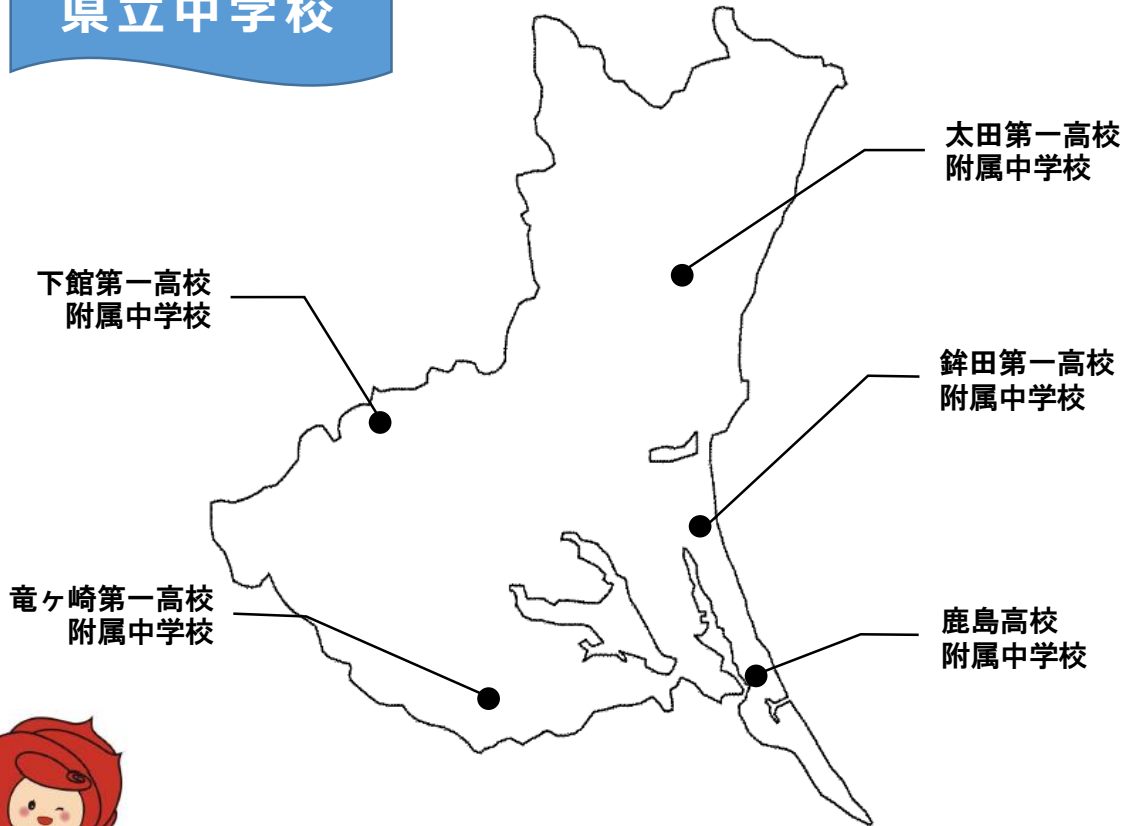 県立中学校
太田第一高校
附属中学校
下館第一高校
附属中学校
鉾田第一高校
附属中学校
竜ヶ崎第一高校
附属中学校
鹿島高校
附属中学校